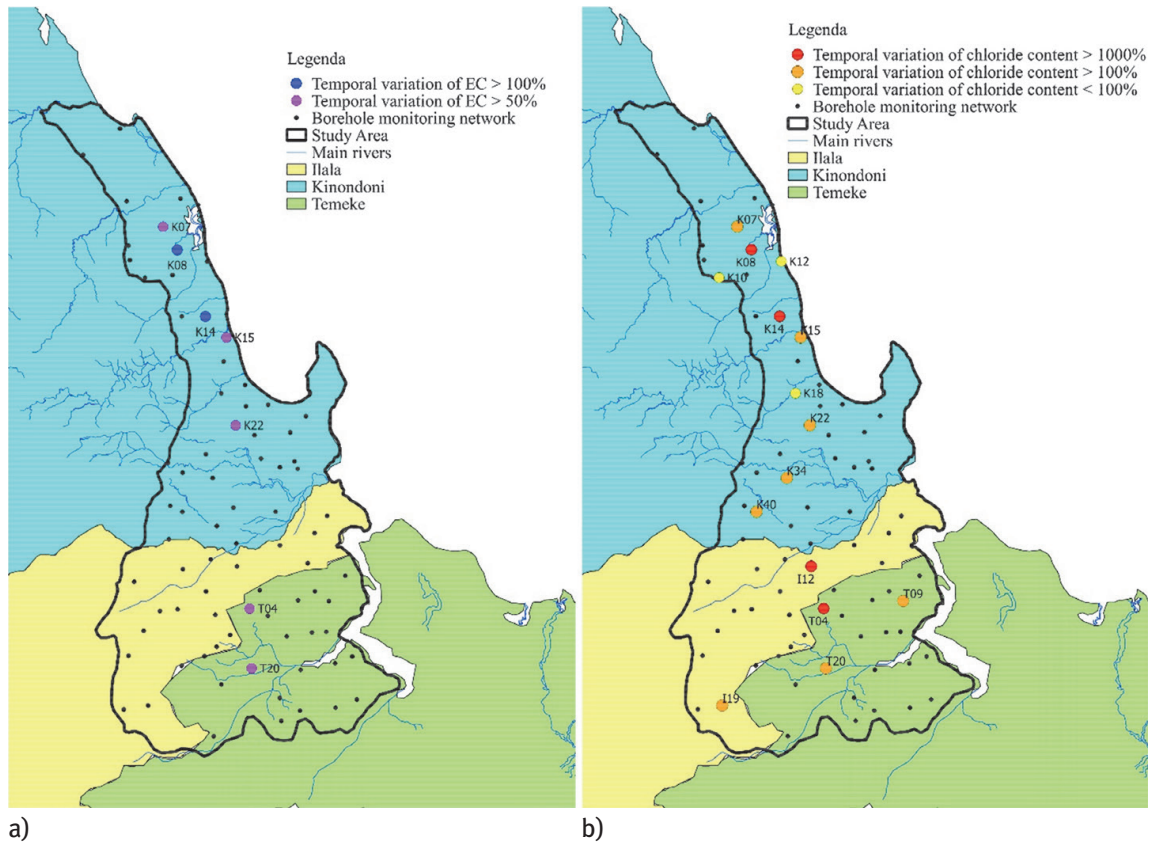 Legenda
Temporal variation of EC > 100%
Temporal variation of EC > 50%
Borehole monitoring network
Study Area
Main rivers
Ilala
Kinondoni
Temeke
K07
K08
K14
K15
K22
T04
T20
a)
Legenda
Temporal variation of chloride content > 1000%
Temporal variation of chloride content > 100%
Temporal variation of chloride content < 100%
Borehole monitoring network
Study Area
Main rivers
Ilala
Kinondoni
Temeke
K07
K08
K12
K10
K14
K15
K18
K22
K34
K40
I12
T09
T04
T20
I19
b)